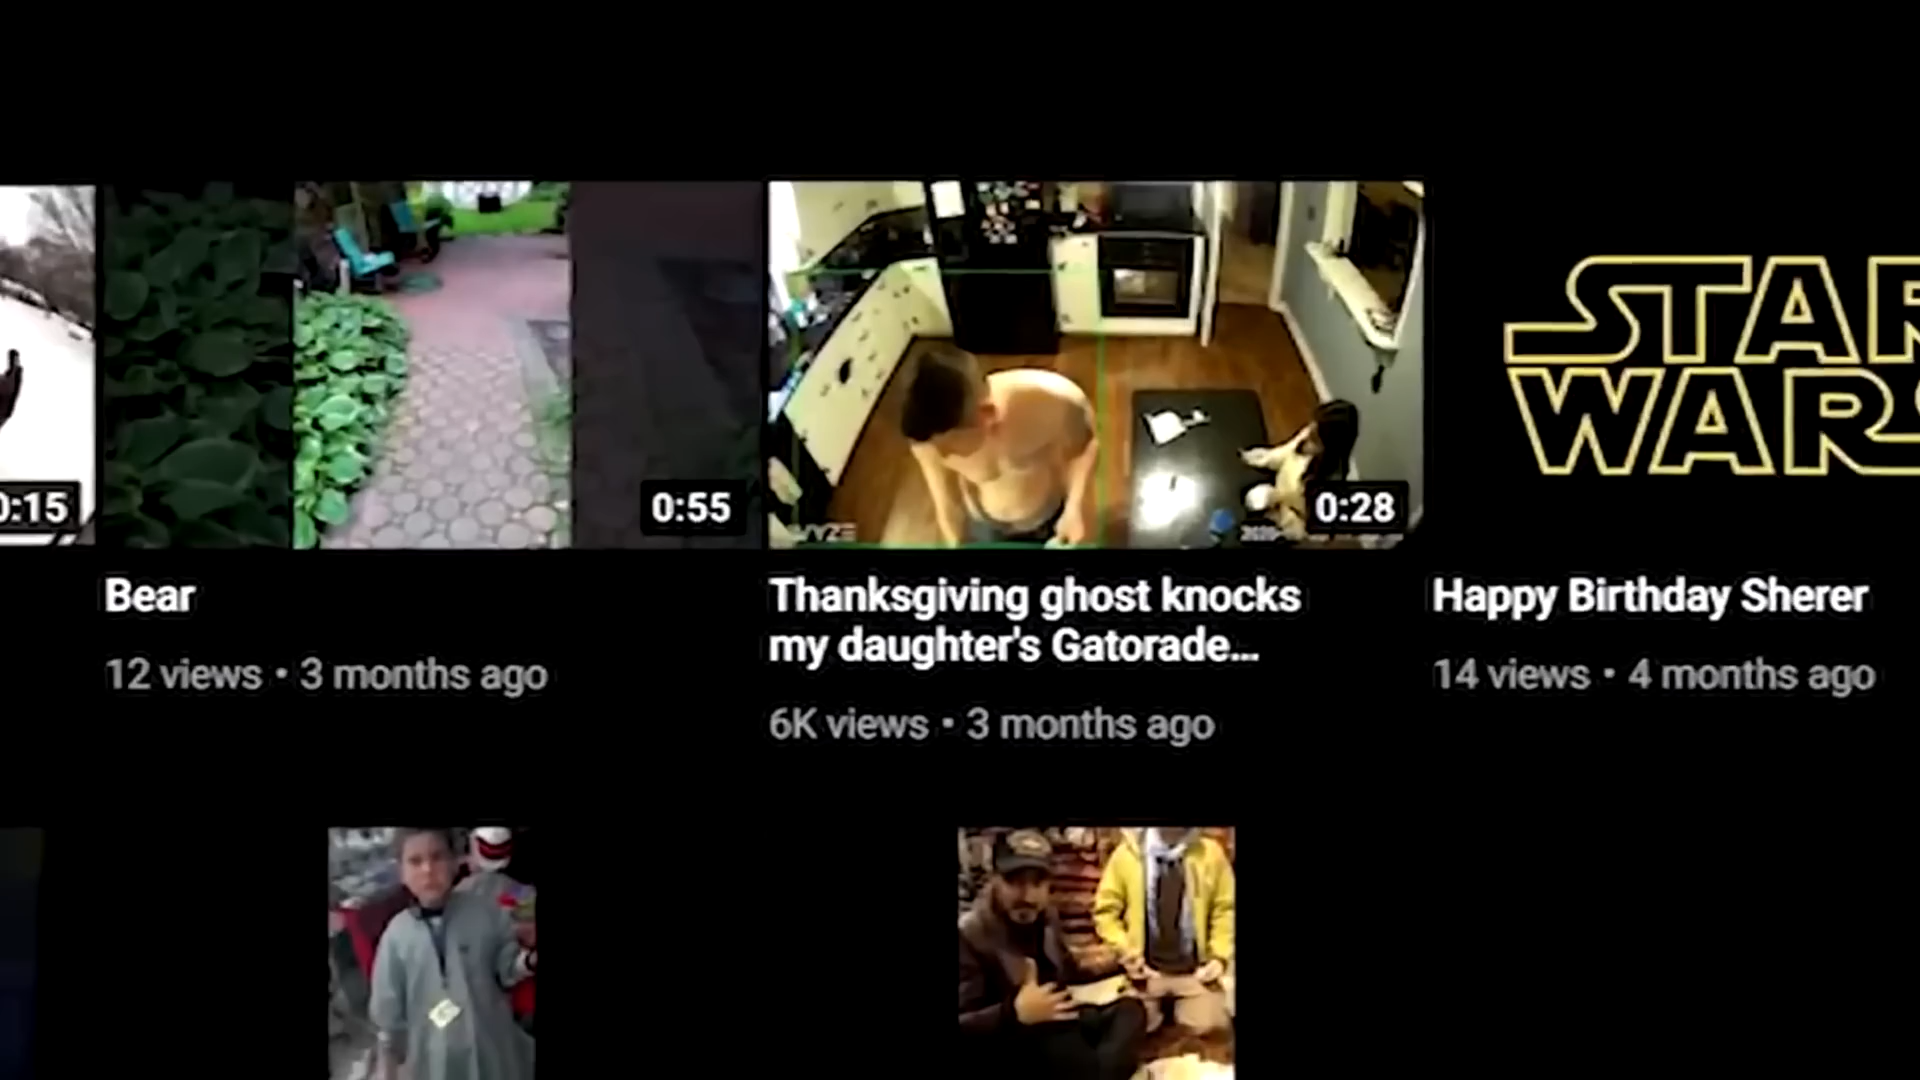 STAR
WARS
0:15
0:55
0:28
Bear
Thanksgiving ghost knocks
my daughter's Gatorade...
Happy Birthday Sherer
12 views • 3 months ago
14 views • 4 months ago
6K views • 3 months ago